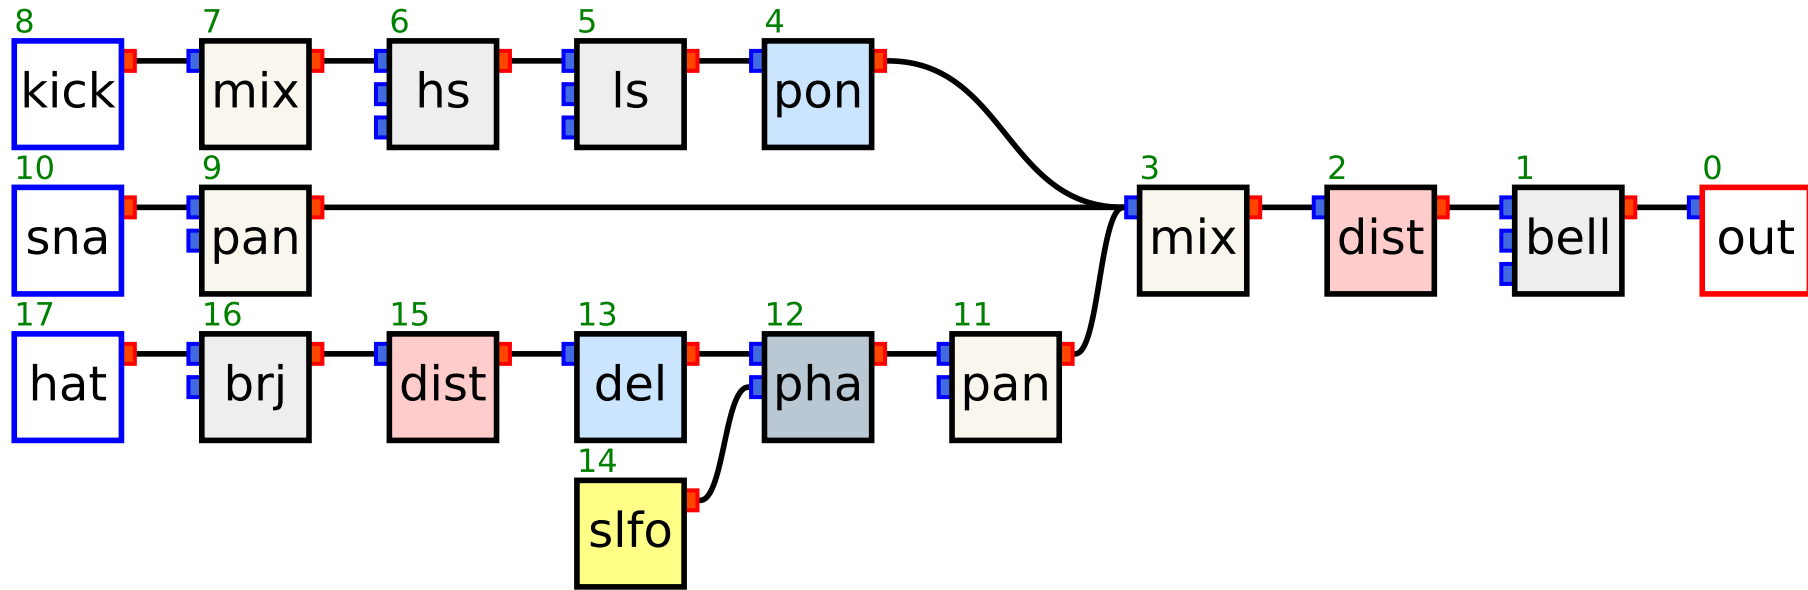 8 7 6 5 4
kick mix hs ls pon
10 9 3 2 1 0
sna pan mix dist bell out
17 16 15 13 12 11
hat brj dist del pha pan
14
slfo